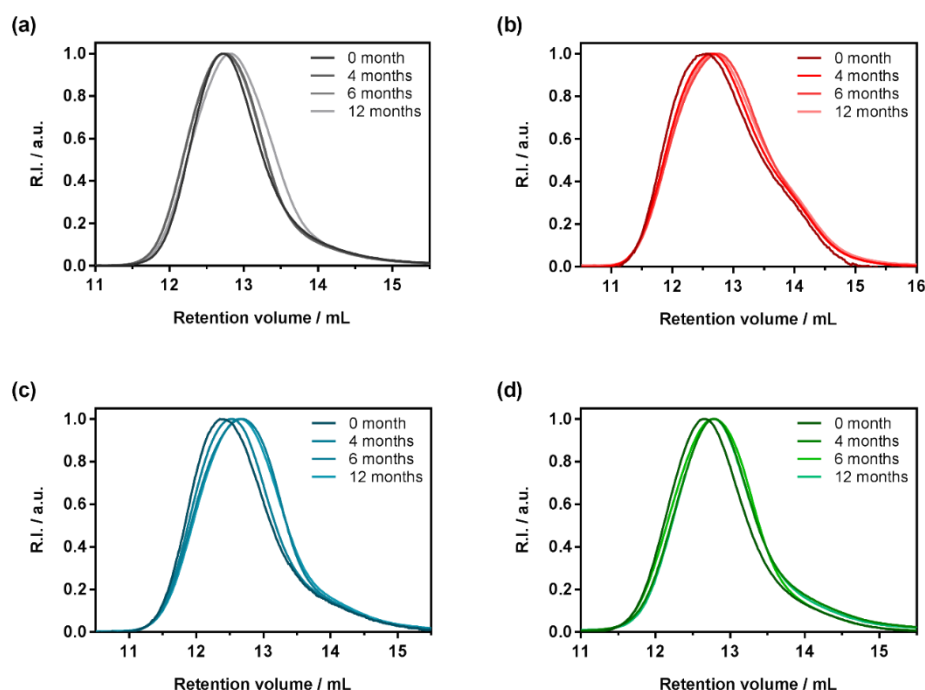 (a)
R.I. / a.u.
1.0
0.8
0.6
0.4
0.2
0.0
0 month
4 months
6 months
12 months
11 12 13 14 15
Retention volume / mL
(b)
R.I. / a.u.
1.0
0.8
0.6
0.4
0.2
0.0
0 month
4 months
6 months
12 months
11 12 13 14 15 16
Retention volume / mL
(c)
R.I. / a.u.
1.0
0.8
0.6
0.4
0.2
0.0
0 month
4 months
6 months
12 months
11 12 13 14 15
Retention volume / mL
(d)
R.I. / a.u.
1.0
0.8
0.6
0.4
0.2
0.0
0 month
4 months
6 months
12 months
11 12 13 14 15
Retention volume / mL